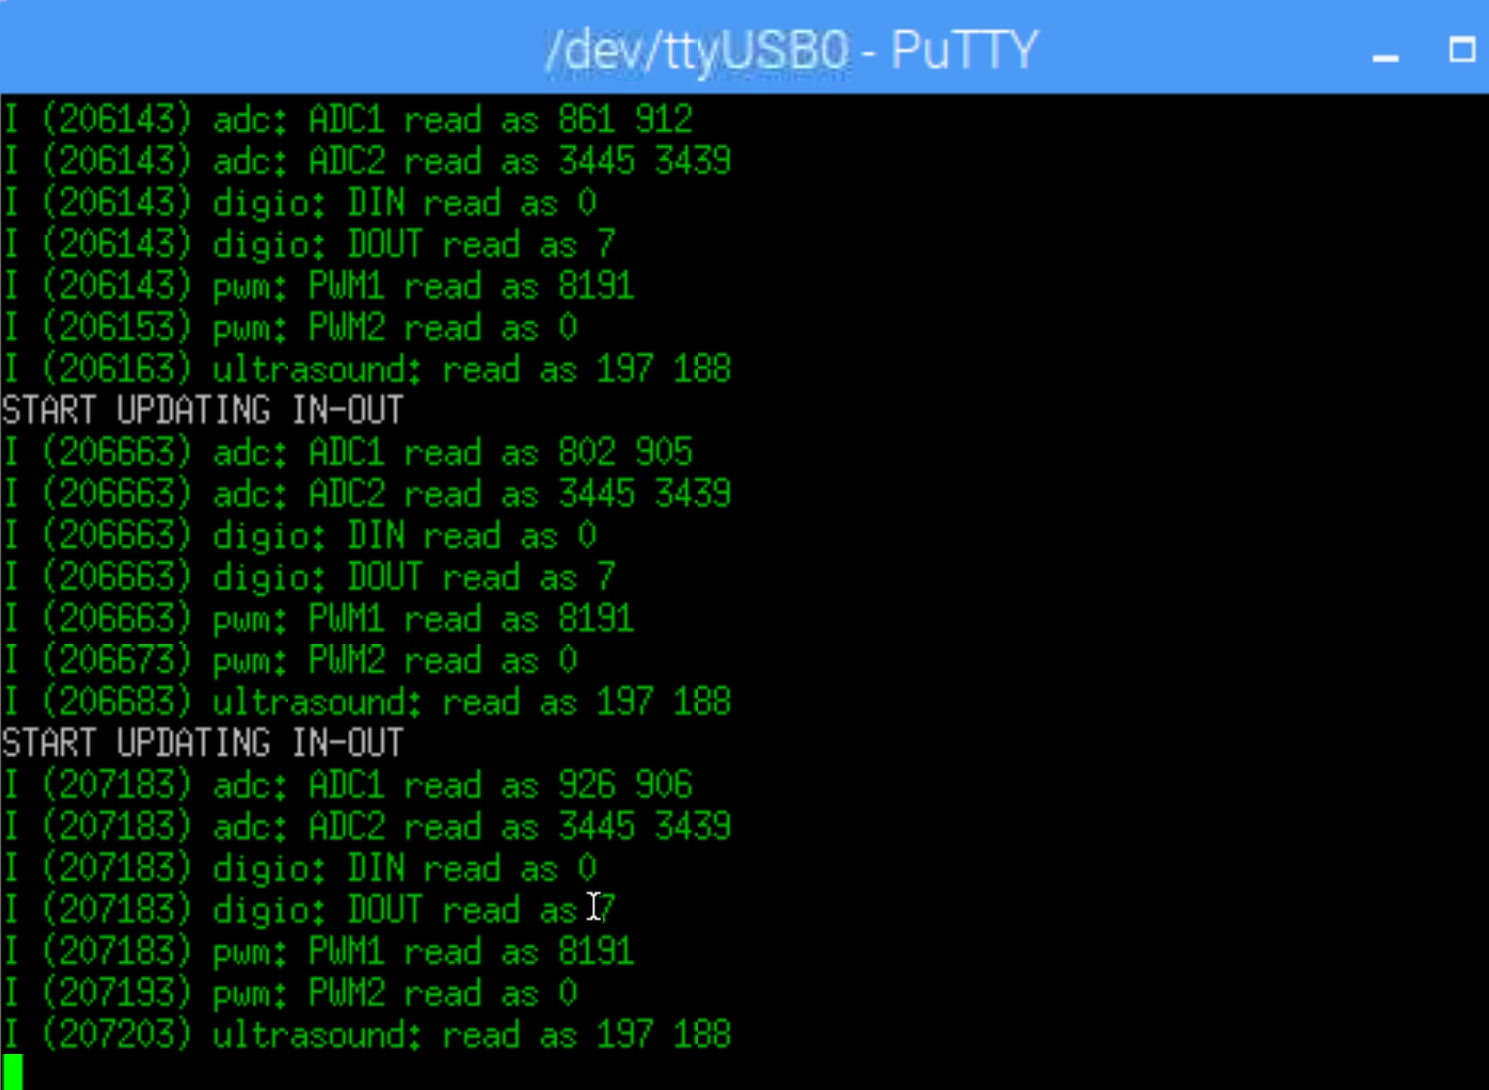 /dev/ttyUSB0 - PuTTY
I (206143) adc: ADC1 read as 861 912
I (206143) adc: ADC2 read as 3445 3439
I (206143) digio: DIN read as 0
I (206143) digio: DOUT read as 7
I (206143) pwm: PWM1 read as 8191
I (206153) pwm: PWM2 read as 0
I (206163) ultrasound: read as 197 188
START UPDATING IN-OUT
I (206663) adc: ADC1 read as 802 905
I (206663) adc: ADC2 read as 3445 3439
I (206663) digio: DIN read as 0
I (206663) digio: DOUT read as 7
I (206663) pwm: PWM1 read as 8191
I (206673) pwm: PWM2 read as 0
I (206683) ultrasound: read as 197 188
START UPDATING IN-OUT
I (207183) adc: ADC1 read as 926 906
I (207183) adc: ADC2 read as 3445 3439
I (207183) digio: DIN read as 0
I (207183) digio: DOUT read as 7
I (207183) pwm: PWM1 read as 8191
I (207193) pwm: PWM2 read as 0
I (207203) ultrasound: read as 197 188